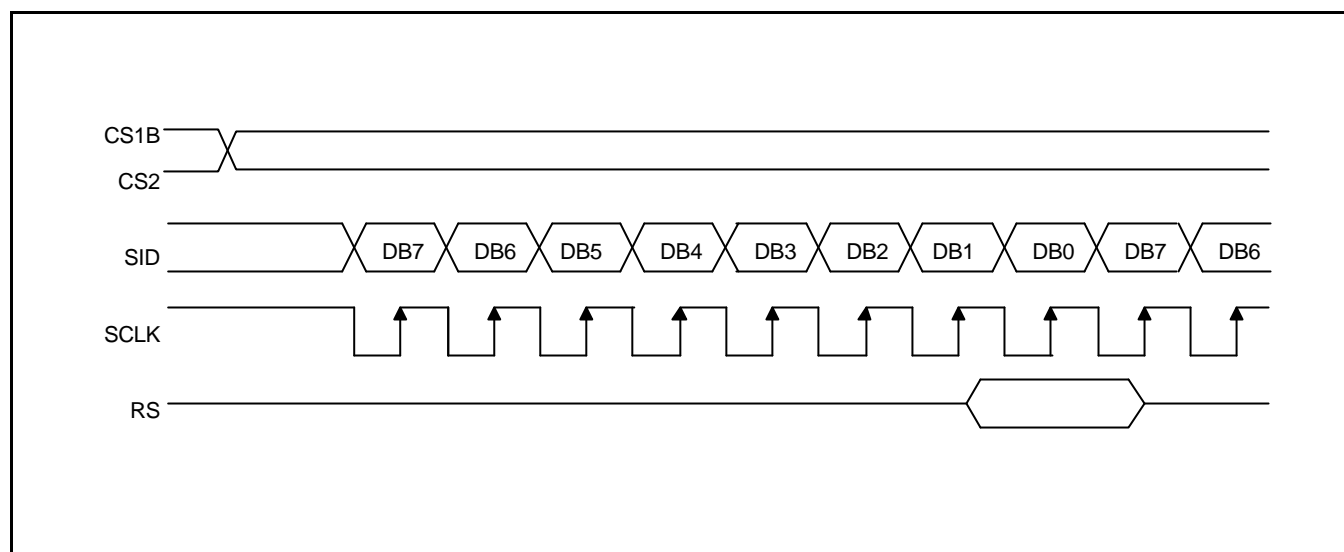 CS1B
CS2
SID DB7 DB6 DB5 DB4 DB3 DB2 DB1 DB0 DB7 DB6
SCLK
RS